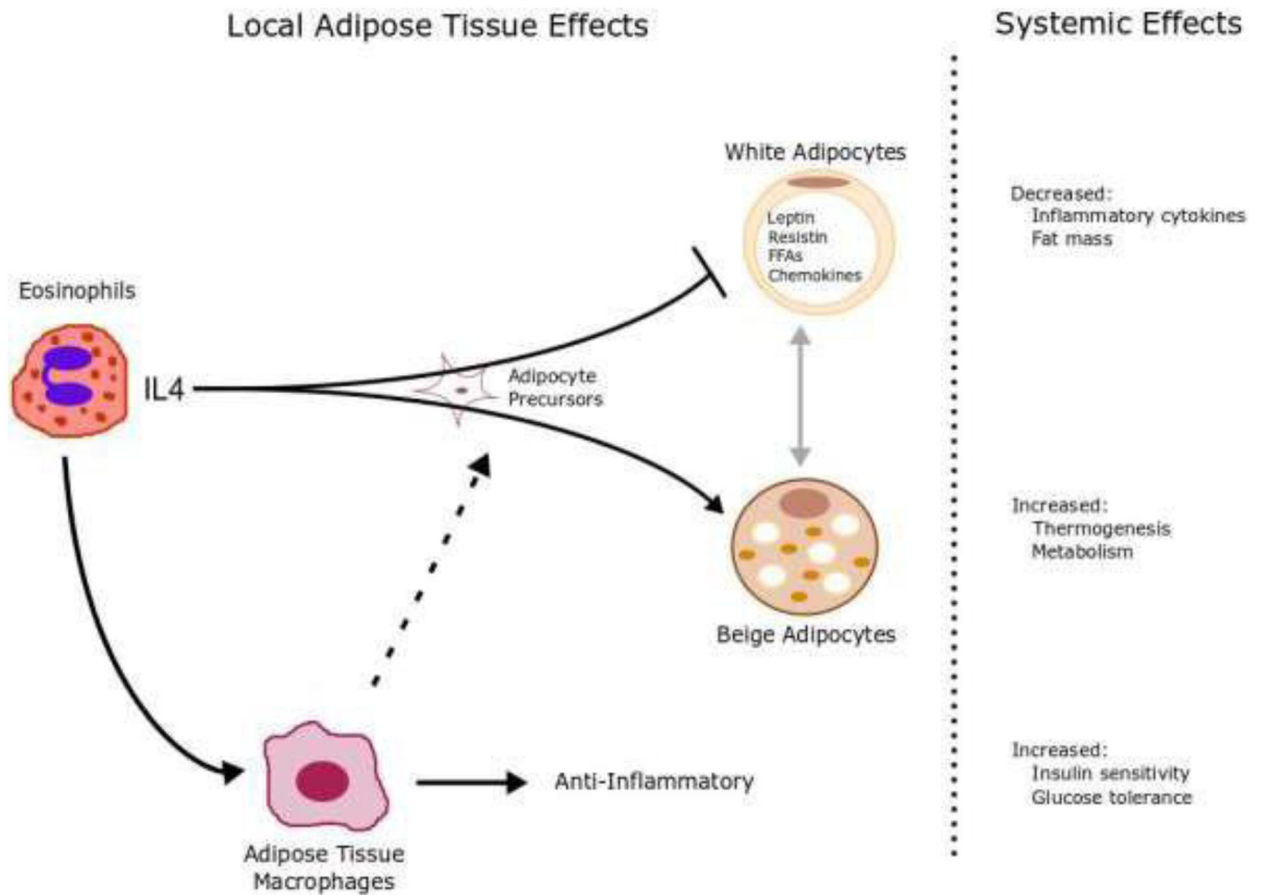 Local Adipose Tissue Effects
Systemic Effects
White Adipocytes
Leptin
Resistin
FFAs
Chemokines
Decreased:
Inflammatory cytokines
Fat mass
Eosinophils
IL4
Adipocyte
Precursors
Beige Adipocytes
Increased:
Thermogenesis
Metabolism
Adipose Tissue
Macrophages
Anti-Inflammatory
Increased:
Insulin sensitivity
Glucose tolerance